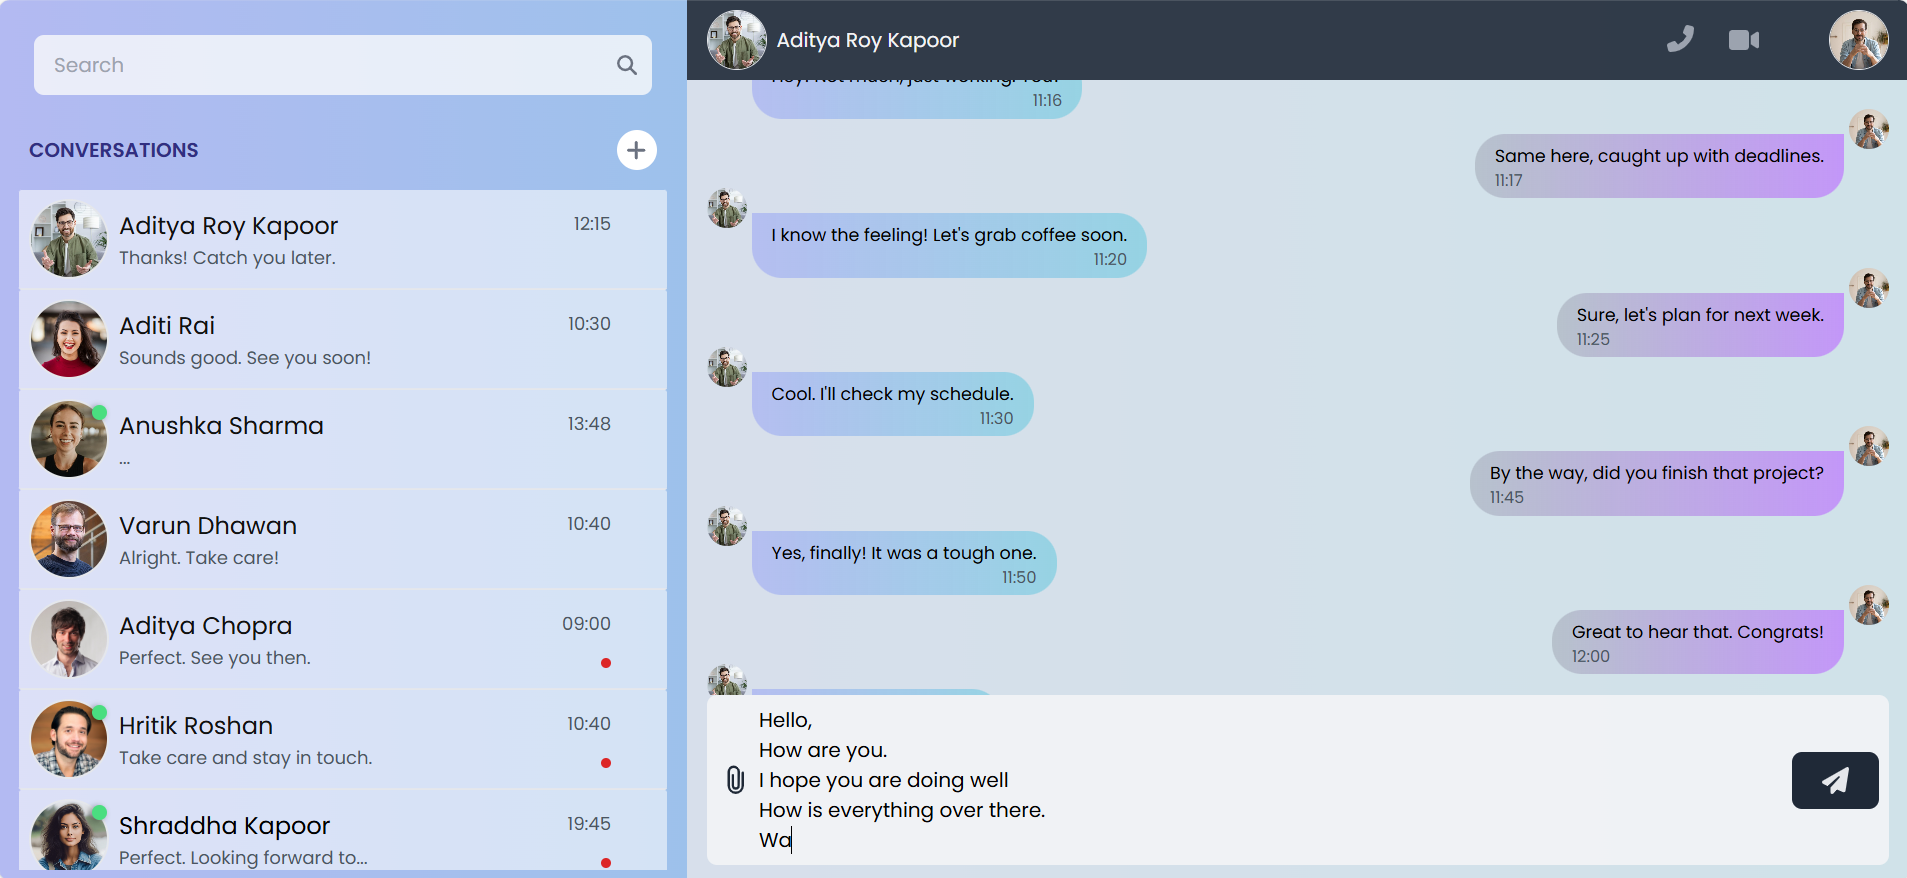 Search
CONVERSATIONS
Aditya Roy Kapoor
12:15
Thanks! Catch you later.
Aditi Rai
10:30
Sounds good. See you soon!
Anushka Sharma
13:48
...
Varun Dhawan
10:40
Alright. Take care!
Aditya Chopra
09:00
Perfect. See you then.
Hritik Roshan
10:40
Take care and stay in touch.
Shraddha Kapoor
19:45
Perfect. Looking forward to...
Aditya Roy Kapoor
Hey! Not much, just working. You?
11:16
Same here, caught up with deadlines.
11:17
I know the feeling! Let's grab coffee soon.
11:20
Sure, let's plan for next week.
11:25
Cool. I'll check my schedule.
11:30
By the way, did you finish that project?
11:45
Yes, finally! It was a tough one.
11:50
Great to hear that. Congrats!
12:00
Hello,
How are you.
I hope you are doing well
How is everything over there.
Wa